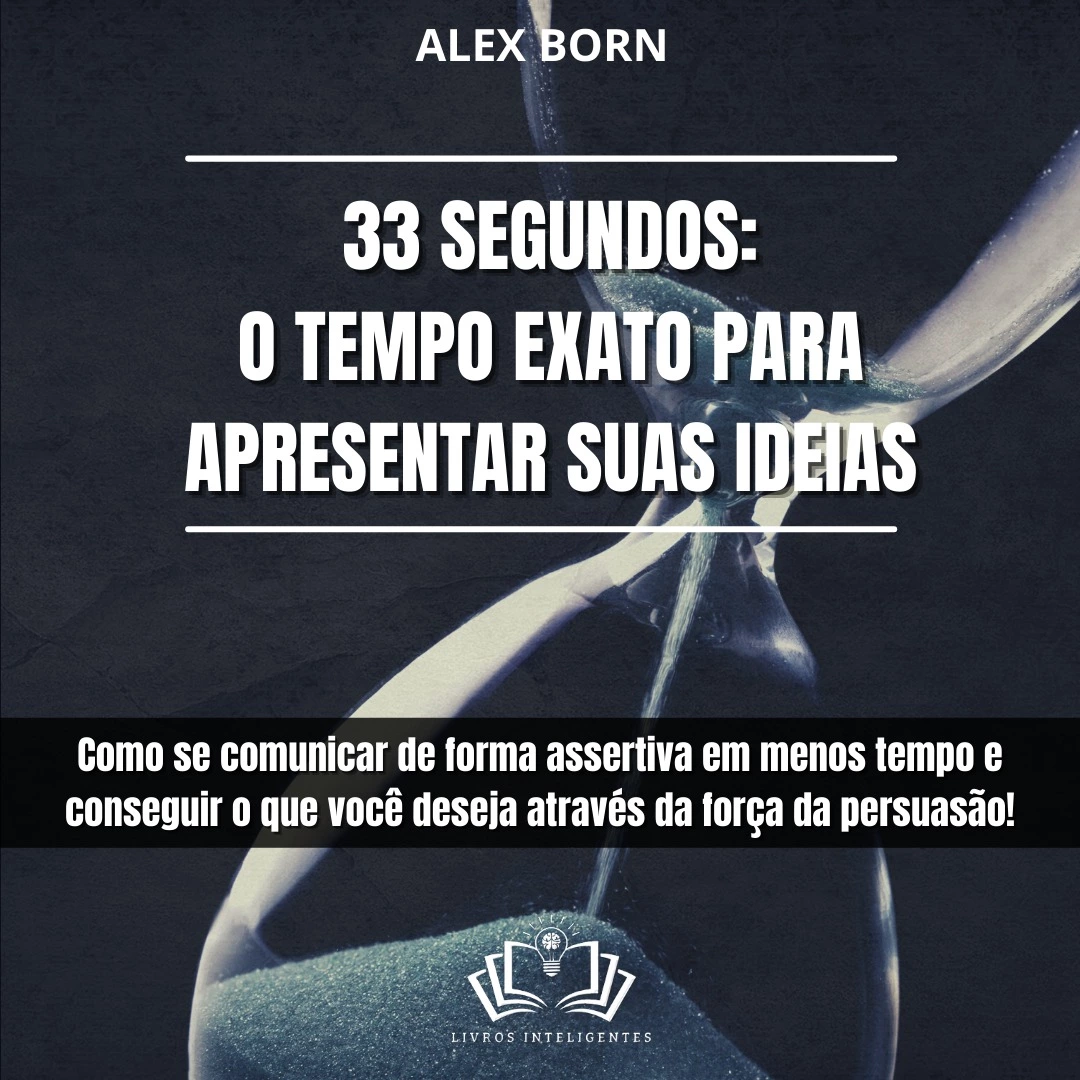 ALEX BORN
33 SEGUNDOS:
O TEMPO EXATO PARA
APRESENTAR SUAS IDEIAS
Como se comunicar de forma assertiva em menos tempo e
conseguir o que você deseja através da força da persuasão!
LIVROS INTELIGENTES